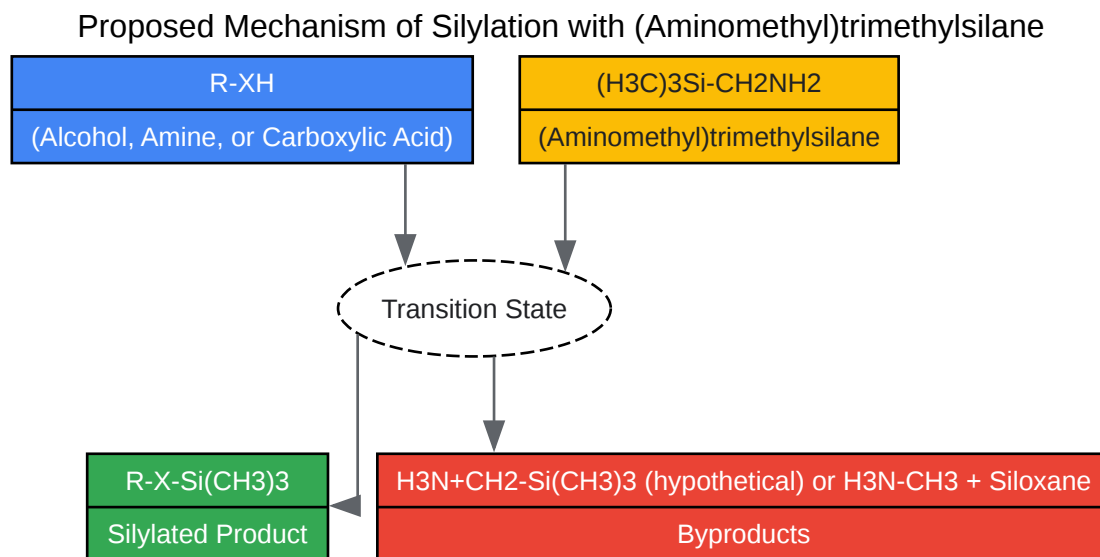 Proposed Mechanism of Silylation with (Aminomethyl)trimethylsilane
R-XH
(Alcohol, Amine, or Carboxylic Acid)
(H3C)3Si-CH2NH2
(Aminomethyl)trimethylsilane
Transition State
R-X-Si(CH3)3
Silylated Product
H3N+CH2-Si(CH3)3 (hypothetical) or H3N-CH3 + Siloxane
Byproducts